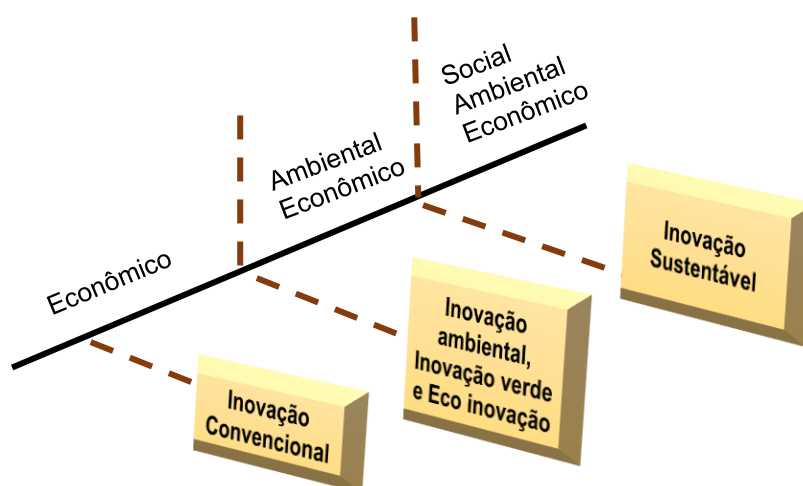 Econômico
Ambiental
Econômico
Social
Ambiental
Econômico
Inovação
Convencional
Inovação
ambiental,
Inovação verde
e Eco inovação
Inovação
Sustentável